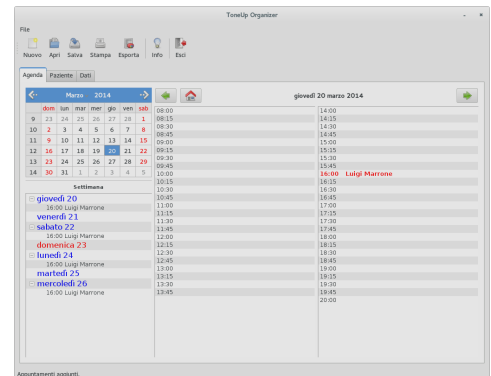 ToneUp Organizer
File
Nuovo Apri Salva Stampa Esporta Info Esci
Agenda Paziente Dati
Marzo 2014
dom lun mar mer gio ven sab
9 23 24 25 26 27 28 1
10 2 3 4 5 6 7 8
11 9 10 11 12 13 14 15
12 16 17 18 19 20 21 22
13 23 24 25 26 27 28 29
14 30 31 1 2 3 4 5
Settimana
giovedì 20
16:00 Luigi Marrone
venerdì 21
sabato 22
16:00 Luigi Marrone
domenica 23
lunedì 24
16:00 Luigi Marrone
martedì 25
mercoledì 26
16:00 Luigi Marrone
giovedì 20 marzo 2014
08:00
08:15
08:30
08:45
09:00
09:15
09:30
09:45
10:00
10:15
10:30
10:45
11:00
11:15
11:30
11:45
12:00
12:15
12:30
12:45
13:00
13:15
13:30
13:45
14:00
14:15
14:30
14:45
15:00
15:15
15:30
15:45
16:00 Luigi Marrone
16:15
16:30
16:45
17:00
17:15
17:30
17:45
18:00
18:15
18:30
18:45
19:00
19:15
19:30
19:45
20:00
Appuntamenti aggiunti.